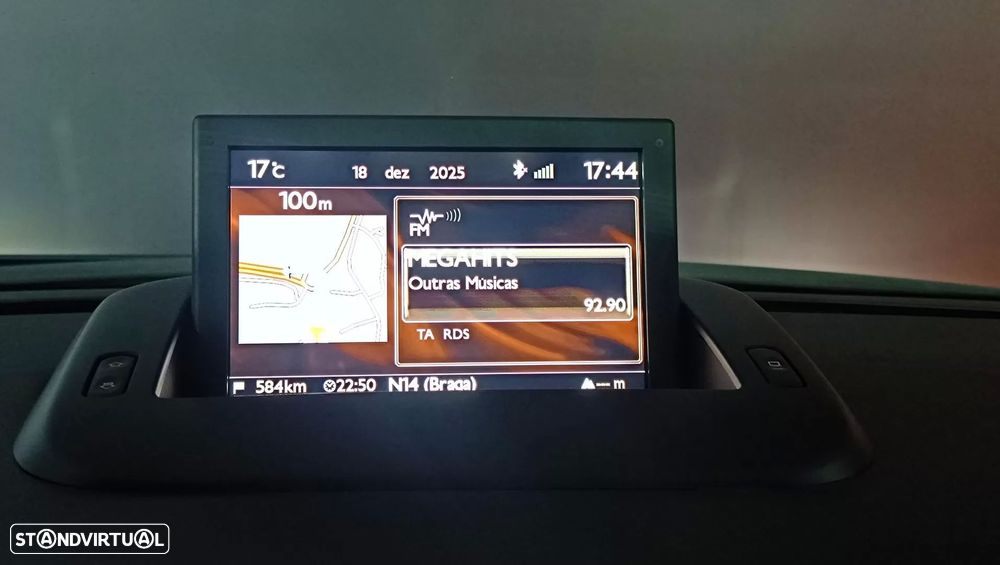 17°C 18 dez 2025 17:44
100m
FM
MEGAHITS
Outras Músicas
92.90
TA RDS
584km 22:50 N14 (Braga) --- m
STANDVIRTUAL